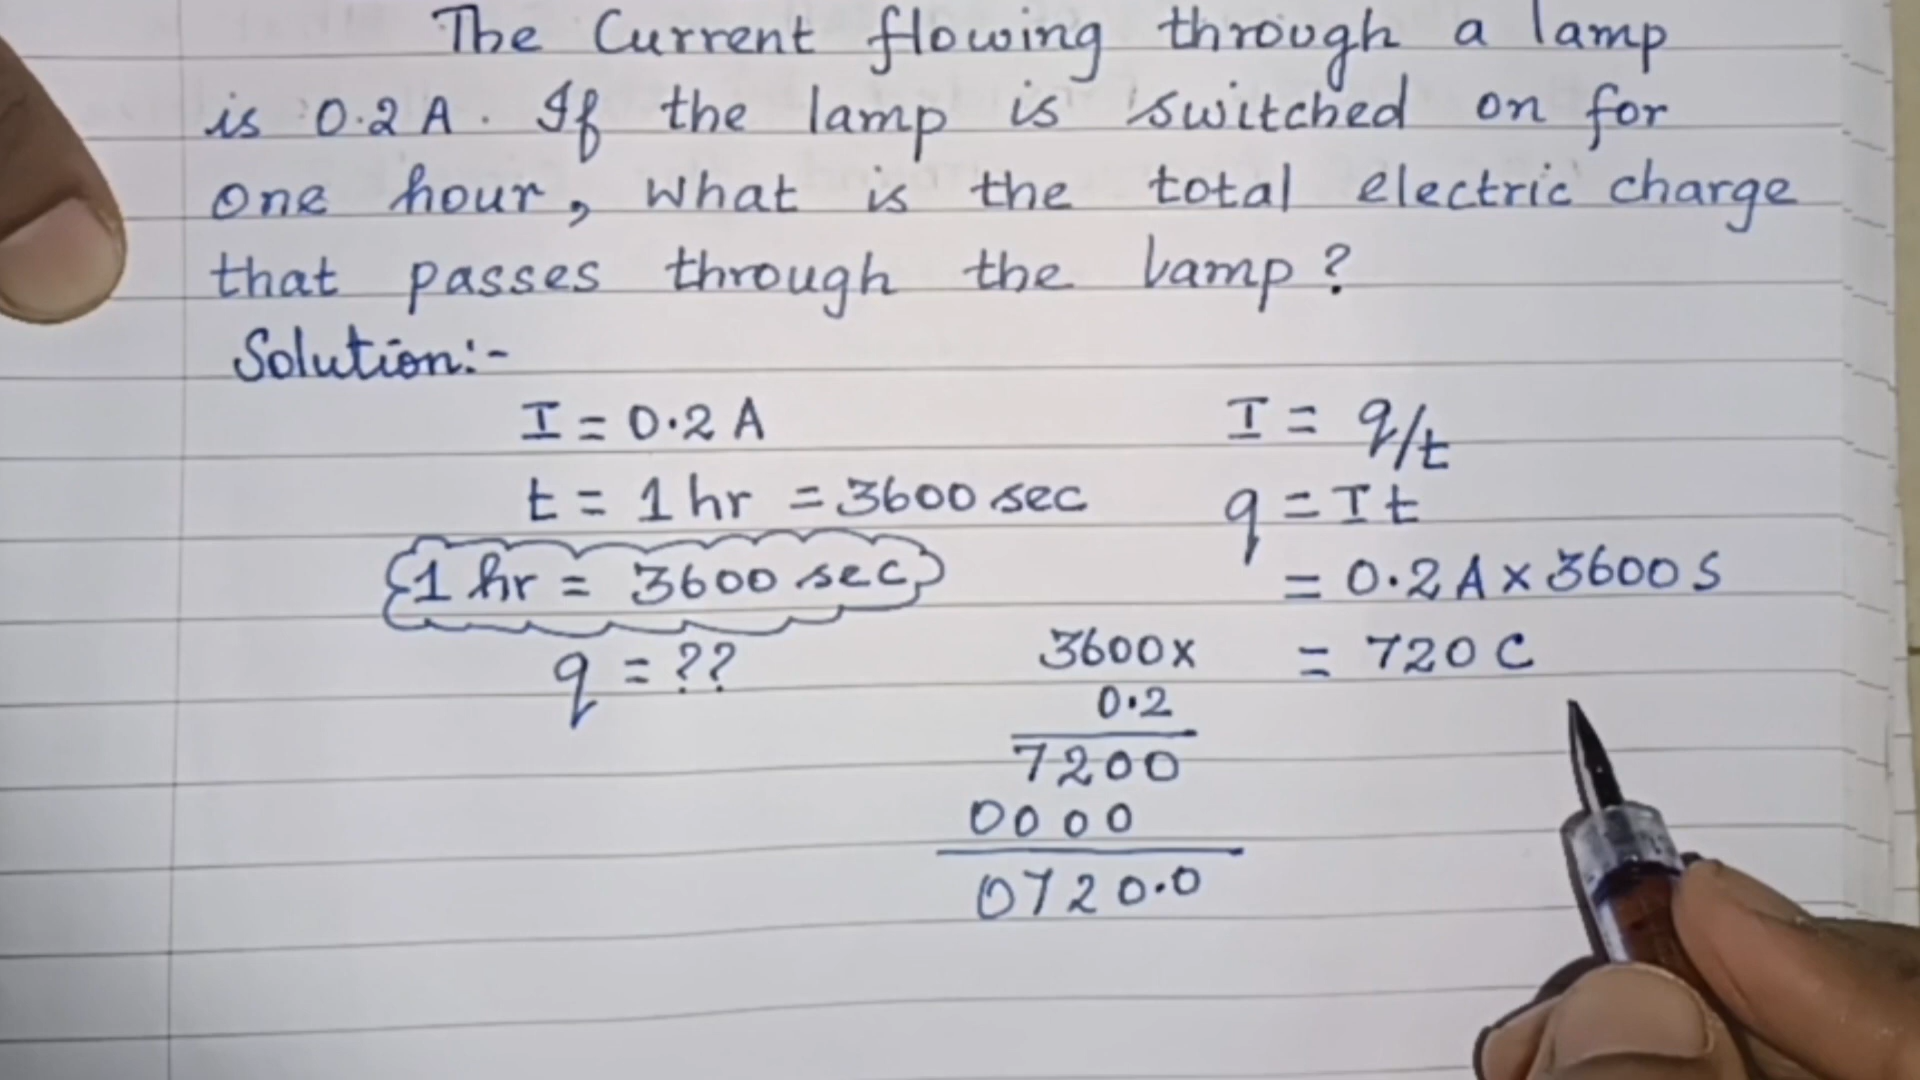 The Current flowing through a lamp
is 0.2 A. If the lamp is switched on for
one hour, what is the total electric charge
that passes through the lamp?
Solution:-
I = 0.2 A
t = 1 hr = 3600 sec
1 hr = 3600 sec
q = ??
I = q/t
q = It
= 0.2 A × 3600 s
= 720 C
3600×
0.2
7200
0000
0720.0